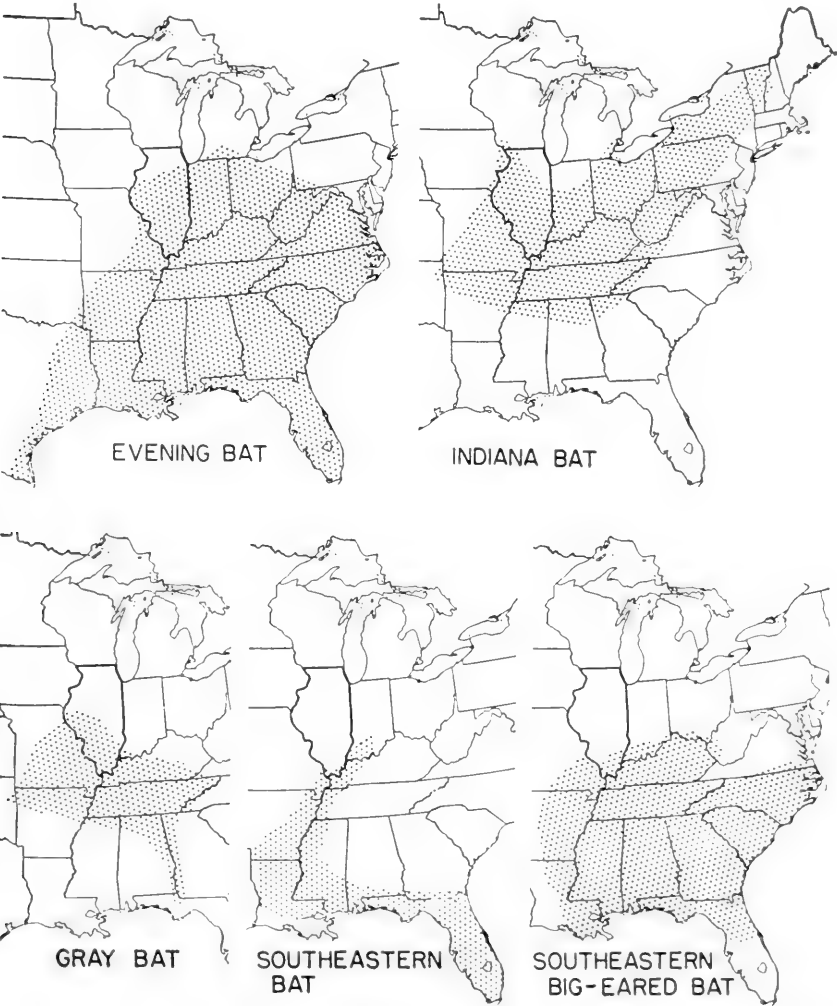 EVENING BAT
INDIANA BAT
GRAY BAT
SOUTHEASTERN
BAT
SOUTHEASTERN
BIG-EARED BAT